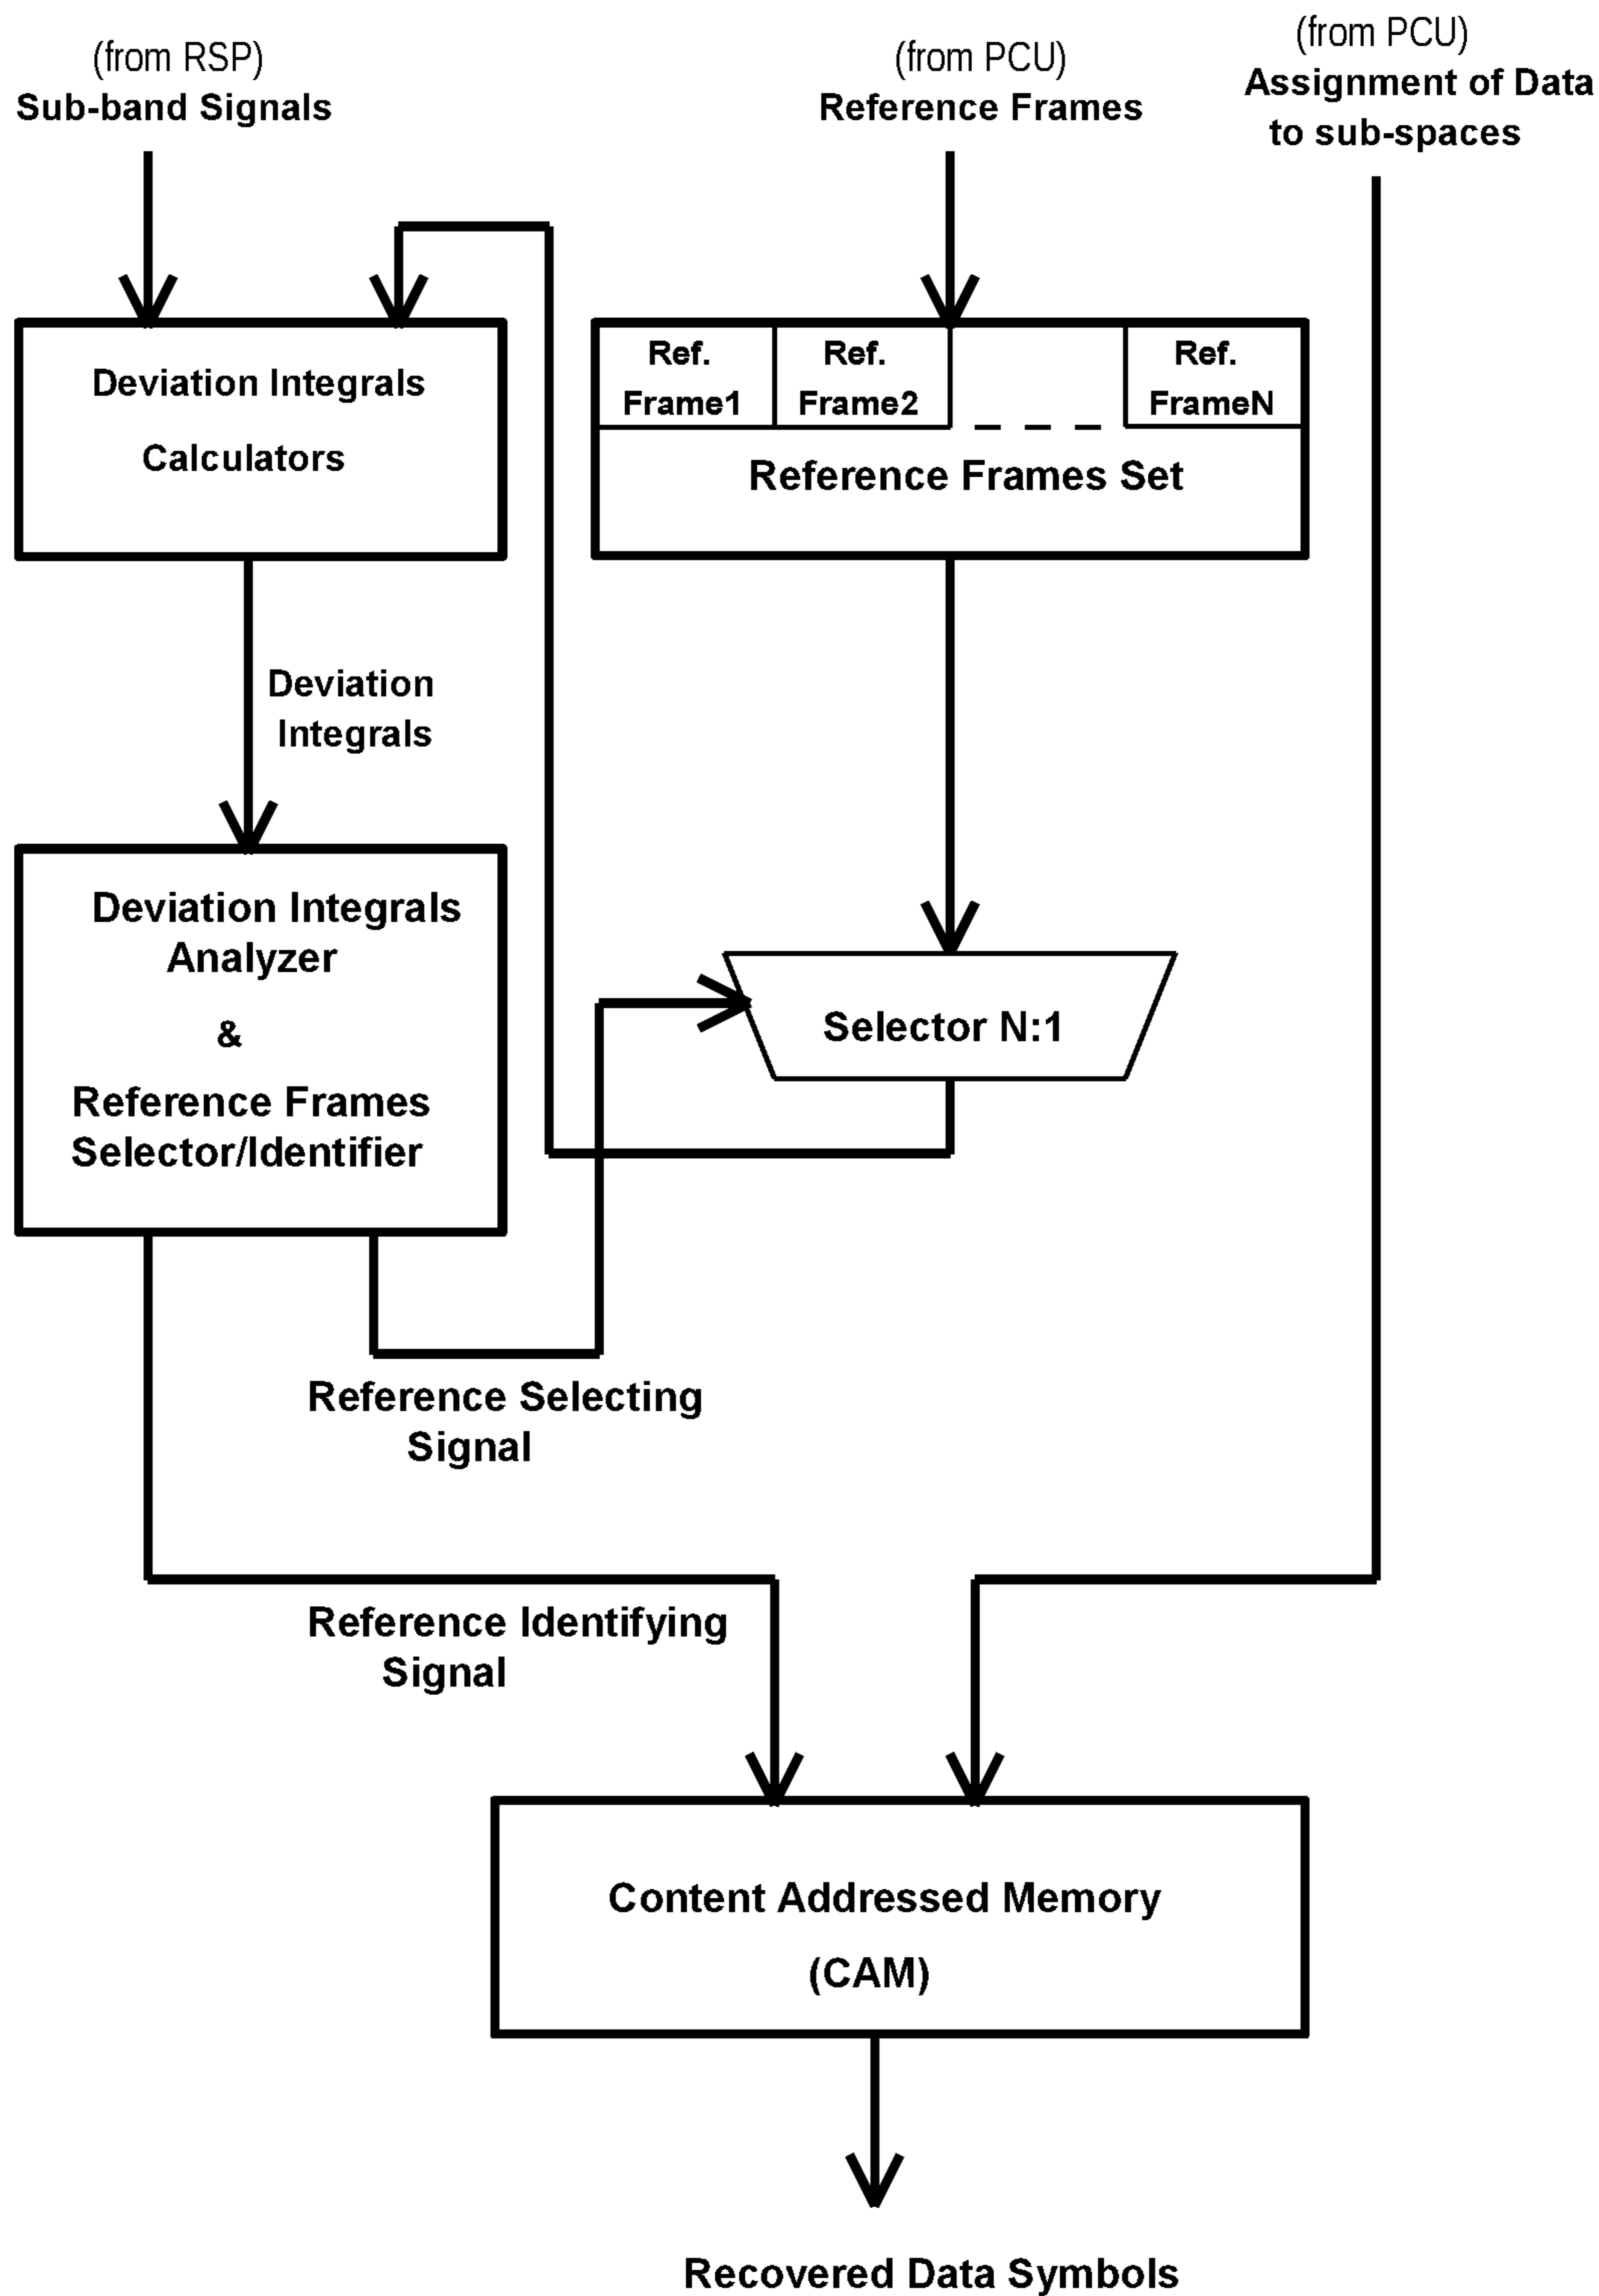 (from RSP)
Sub-band Signals
(from PCU)
Reference Frames
(from PCU)
Assignment of Data
to sub-spaces
Deviation Integrals
Calculators
Ref.
Frame1
Ref.
Frame2
Ref.
FrameN
Reference Frames Set
Deviation
Integrals
Deviation Integrals
Analyzer
&
Reference Frames
Selector/Identifier
Selector N:1
Reference Selecting
Signal
Reference Identifying
Signal
Content Addressed Memory
(CAM)
Recovered Data Symbols